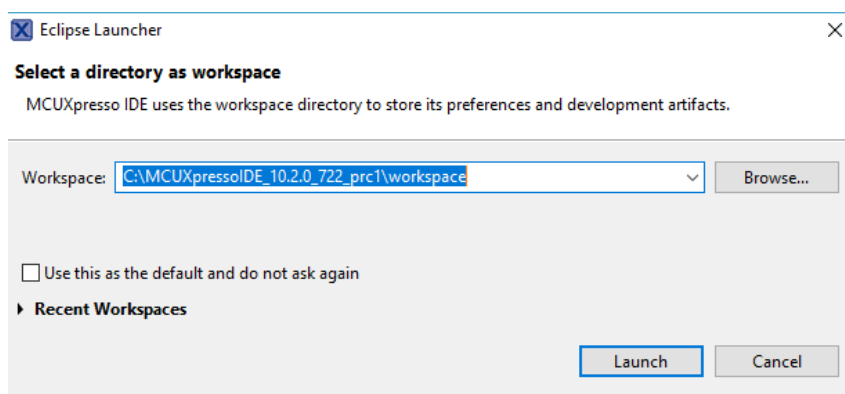 Eclipse Launcher
Select a directory as workspace
MCUXpresso IDE uses the workspace directory to store its preferences and development artifacts.
Workspace: C:\MCUXpressoIDE_10.2.0_722_prc1\workspace Browse...
Use this as the default and do not ask again
Recent Workspaces
Launch Cancel